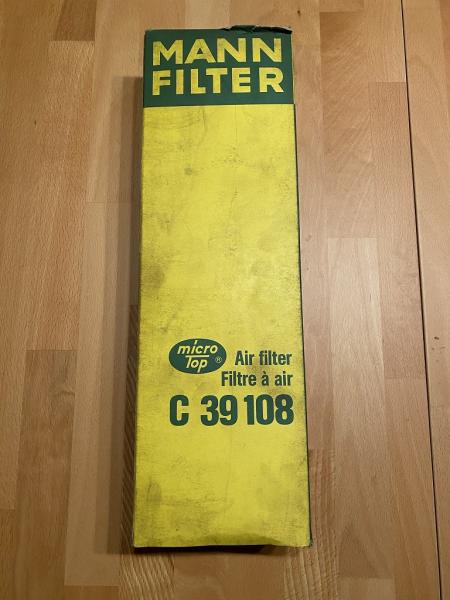 MANN
FILTER
micro
Top ®
Air filter
Filtre à air
C 39 108